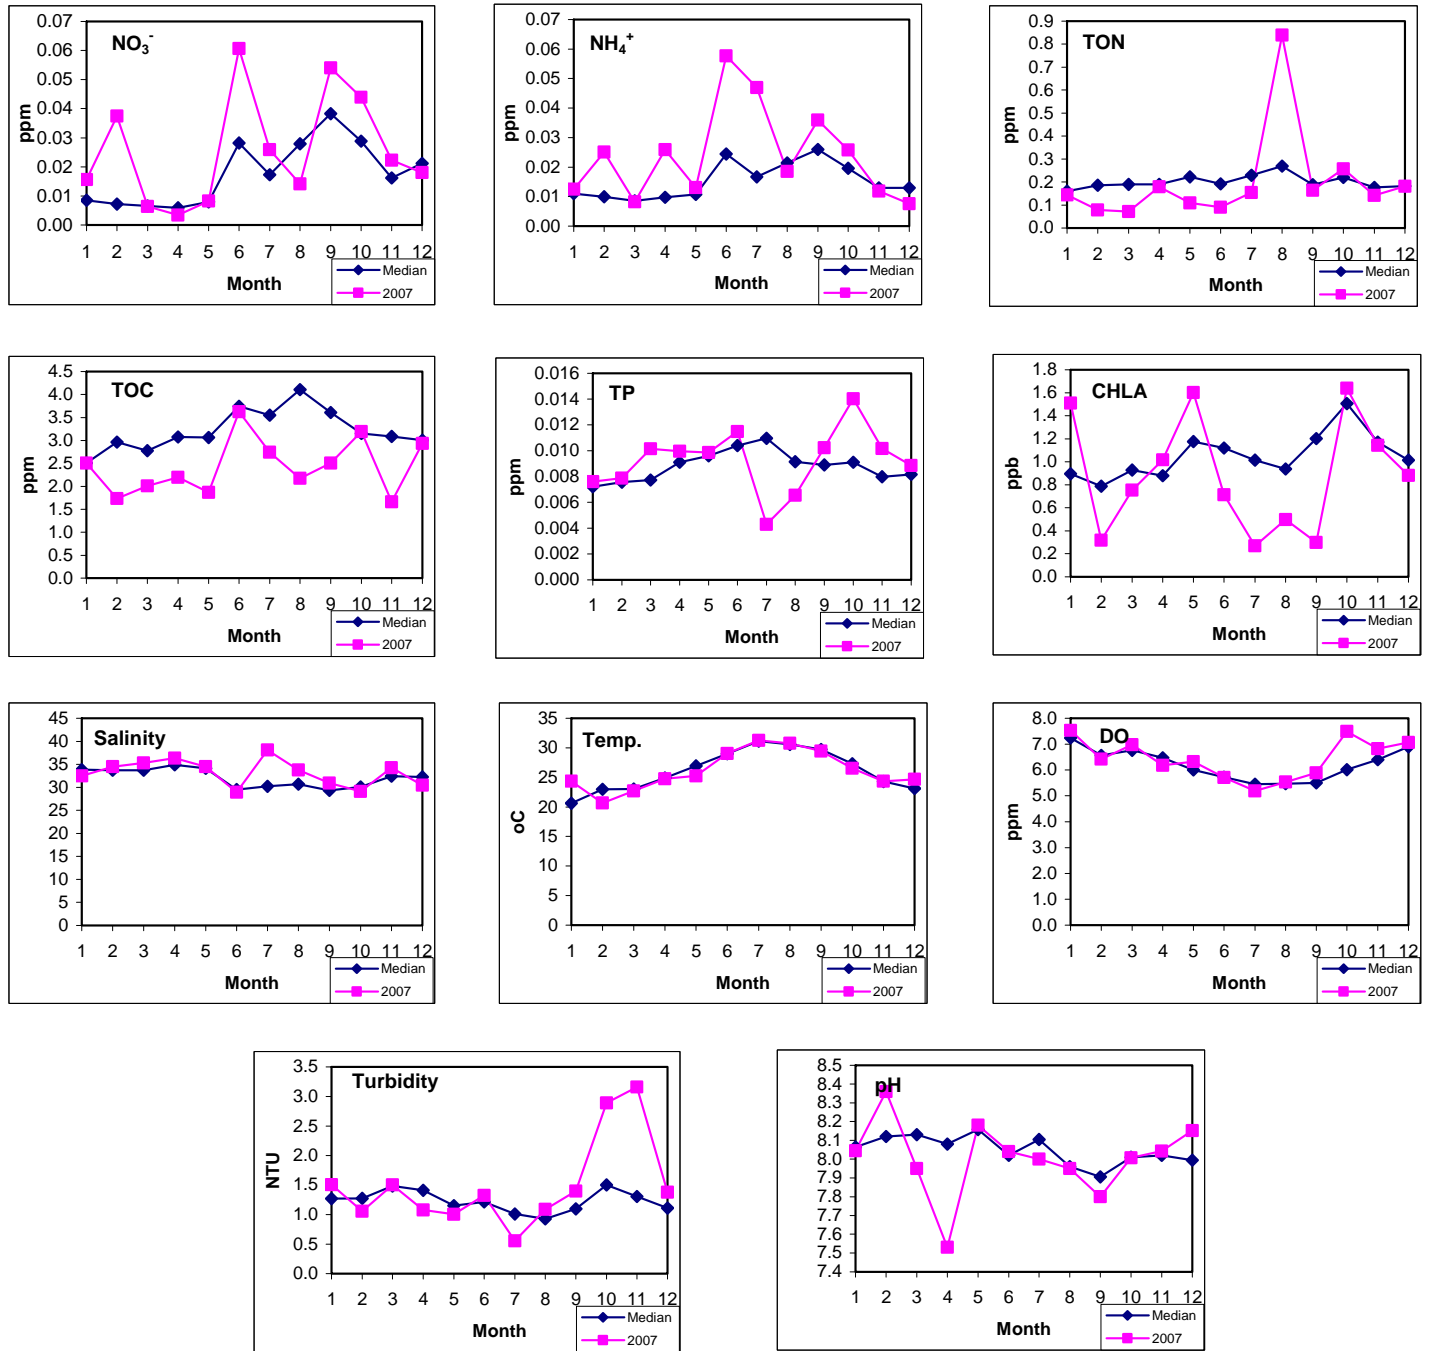 NO3-
ppm
0.07
0.06
0.05
0.04
0.03
0.02
0.01
0.00
1 2 3 4 5 6 7 8 9 10 11 12
Month
Median
2007
NH4+
ppm
0.07
0.06
0.05
0.04
0.03
0.02
0.01
0.00
1 2 3 4 5 6 7 8 9 10 11 12
Month
Median
2007
TON
ppm
0.9
0.8
0.7
0.6
0.5
0.4
0.3
0.2
0.1
0.0
1 2 3 4 5 6 7 8 9 10 11 12
Month
Median
2007
TOC
ppm
4.5
4.0
3.5
3.0
2.5
2.0
1.5
1.0
0.5
0.0
1 2 3 4 5 6 7 8 9 10 11 12
Month
Median
2007
TP
ppm
0.016
0.014
0.012
0.010
0.008
0.006
0.004
0.002
0.000
1 2 3 4 5 6 7 8 9 10 11 12
Month
Median
2007
CHLA
ppb
1.8
1.6
1.4
1.2
1.0
0.8
0.6
0.4
0.2
0.0
1 2 3 4 5 6 7 8 9 10 11 12
Month
Median
2007
Salinity
45
40
35
30
25
20
15
10
5
0
1 2 3 4 5 6 7 8 9 10 11 12
Month
Median
2007
Temp.
oC
35
30
25
20
15
10
5
0
1 2 3 4 5 6 7 8 9 10 11 12
Month
Median
2007
DO
ppm
8.0
7.0
6.0
5.0
4.0
3.0
2.0
1.0
0.0
1 2 3 4 5 6 7 8 9 10 11 12
Month
Median
2007
Turbidity
NTU
3.5
3.0
2.5
2.0
1.5
1.0
0.5
0.0
1 2 3 4 5 6 7 8 9 10 11 12
Month
Median
2007
pH
8.5
8.4
8.3
8.2
8.1
8.0
7.9
7.8
7.7
7.6
7.5
7.4
1 2 3 4 5 6 7 8 9 10 11 12
Month
Median
2007